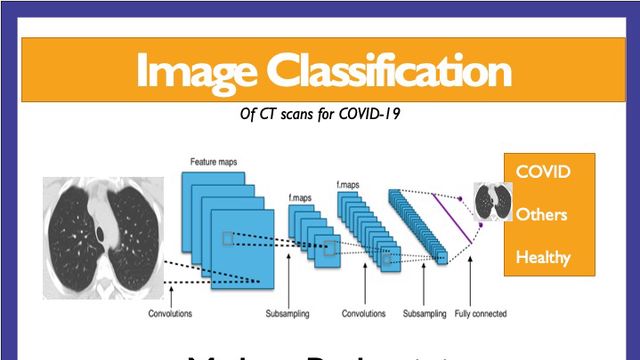 Image Classification
Of CT scans for COVID-19
Feature maps
f.maps
f.maps
COVID
Others
Healthy
Convolutions
Subsampling
Convolutions
Subsampling
Fully connected